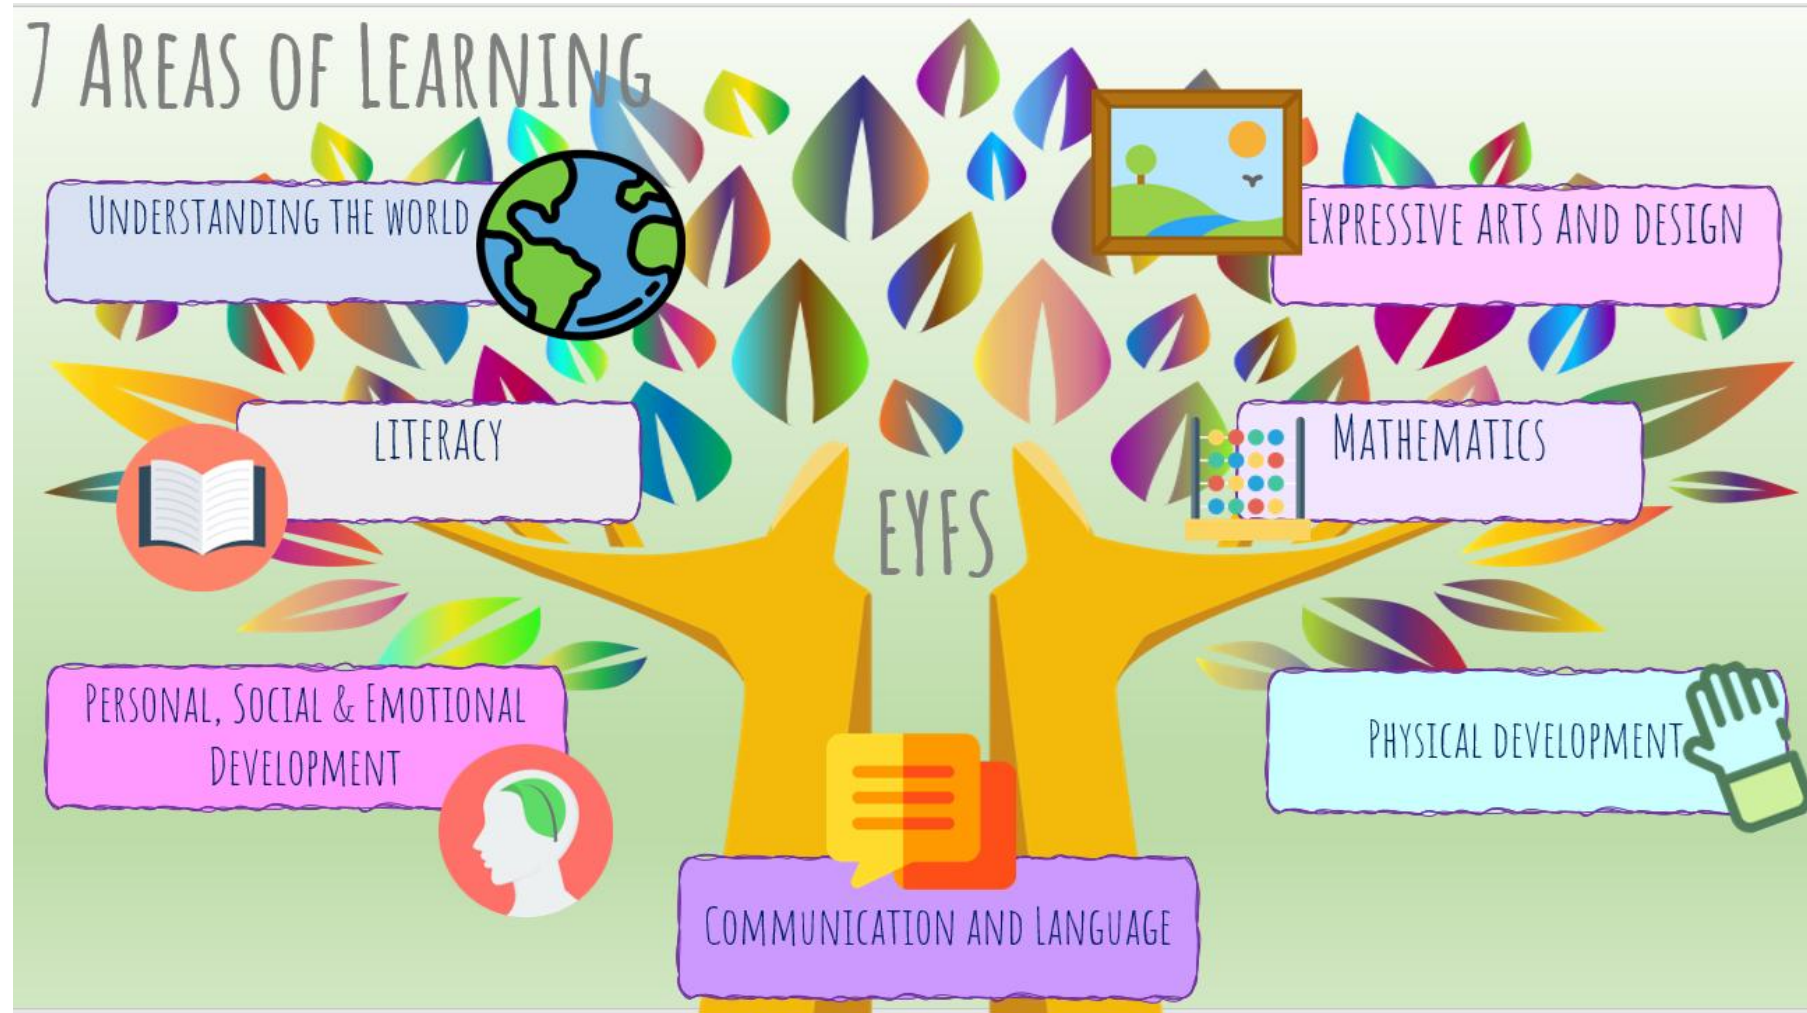 7 Areas of Learning
Understanding the world
Expressive arts and design
literacy
Mathematics
EYFS
Personal, Social & Emotional
Development
Physical development
Communication and Language